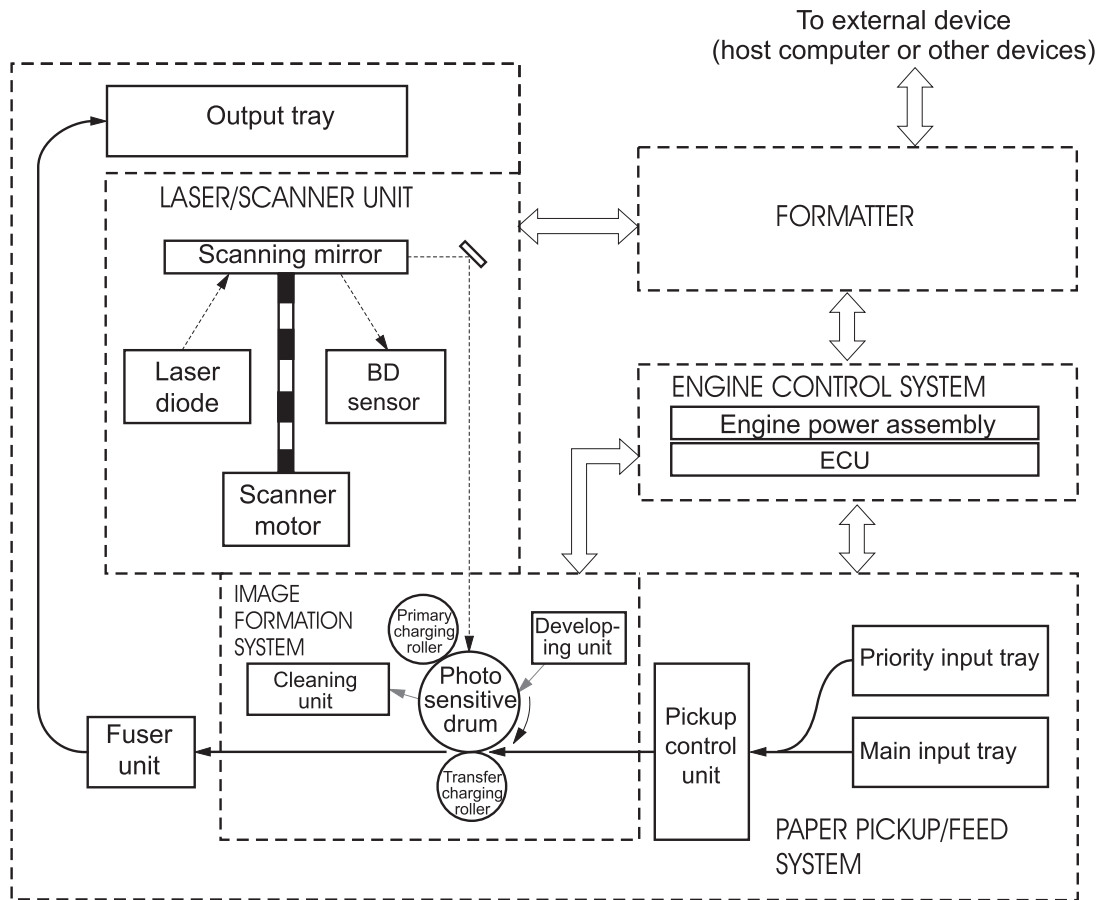 To external device
(host computer or other devices)
Output tray
LASER/SCANNER UNIT
Scanning mirror
Laser
diode
BD
sensor
Scanner
motor
FORMATTER
ENGINE CONTROL SYSTEM
Engine power assembly
ECU
IMAGE
FORMATION
SYSTEM
Primary
charging
roller
Develop-
ing unit
Cleaning
unit
Photo
sensitive
drum
Transfer
charging
roller
Fuser
unit
Pickup
control
unit
Priority input tray
Main input tray
PAPER PICKUP/FEED
SYSTEM